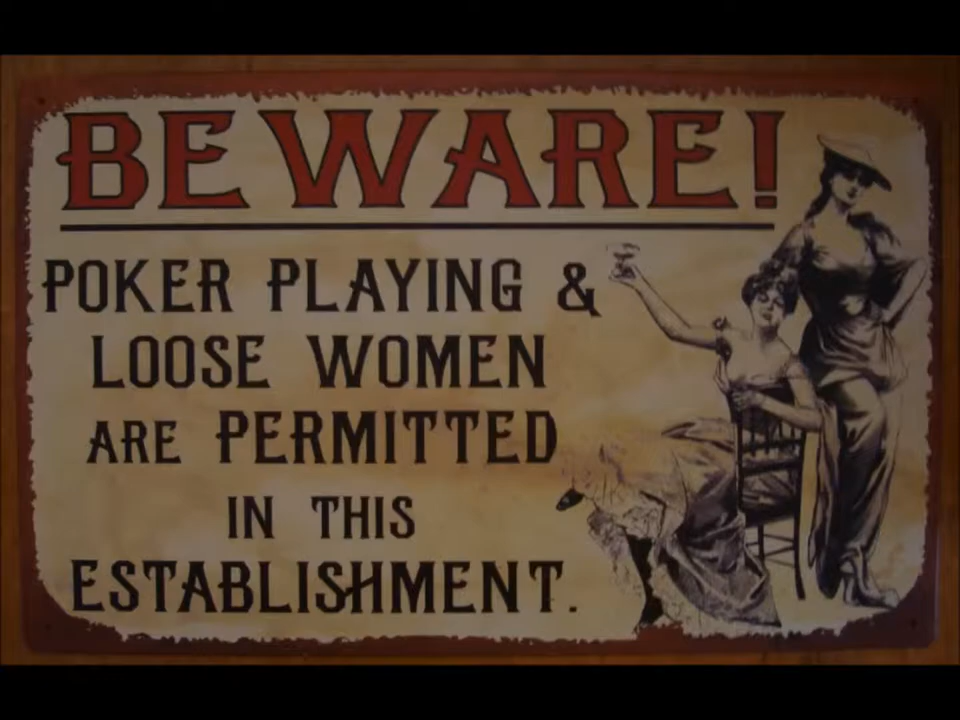 BEWARE!
POKER PLAYING &
LOOSE WOMEN
ARE PERMITTED
IN THIS
ESTABLISHMENT.